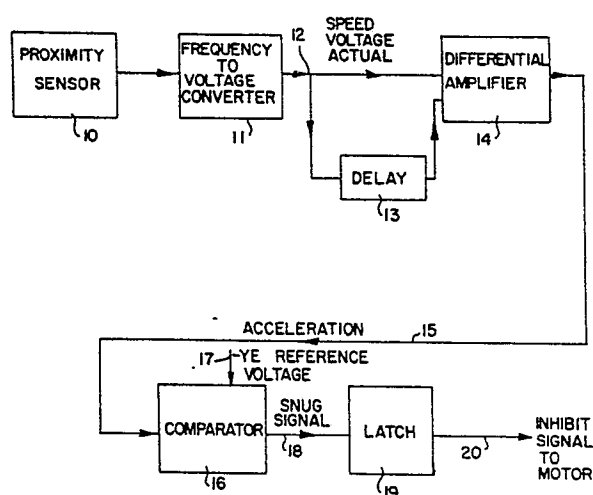 PROXIMITY
SENSOR
10
FREQUENCY
TO
VOLTAGE
CONVERTER
11
12
SPEED
VOLTAGE
ACTUAL
DELAY
13
DIFFERENTIAL
AMPLIFIER
14
ACCELERATION
15
17
YE REFERENCE
VOLTAGE
COMPARATOR
16
SNUG
SIGNAL
18
LATCH
19
20
INHIBIT
SIGNAL
TO
MOTOR